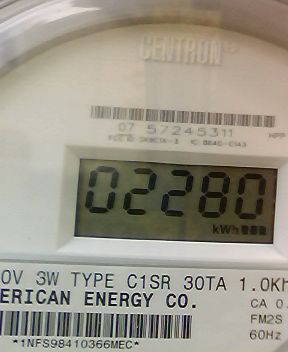 CENTRON®
07 57245311
02280
kWh
0V 3W TYPE C1SR 30TA 1.0Kh
ERICAN ENERGY CO.
CA 0.
FM2S
60Hz
*1NFS98410366MEC*